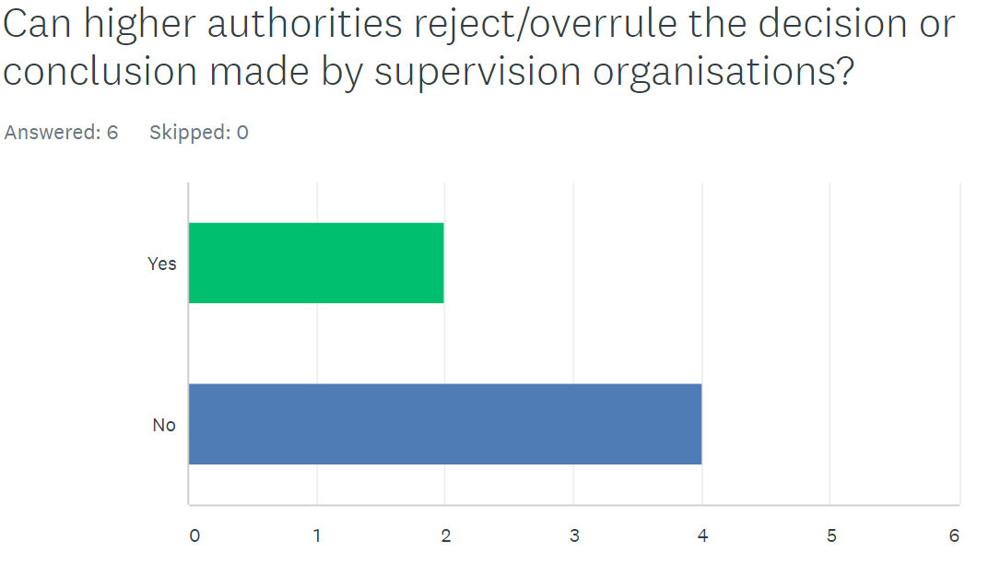 Can higher authorities reject/overrule the decision or
conclusion made by supervision organisations?
Answered: 6 Skipped: 0
Yes
No
0 1 2 3 4 5 6